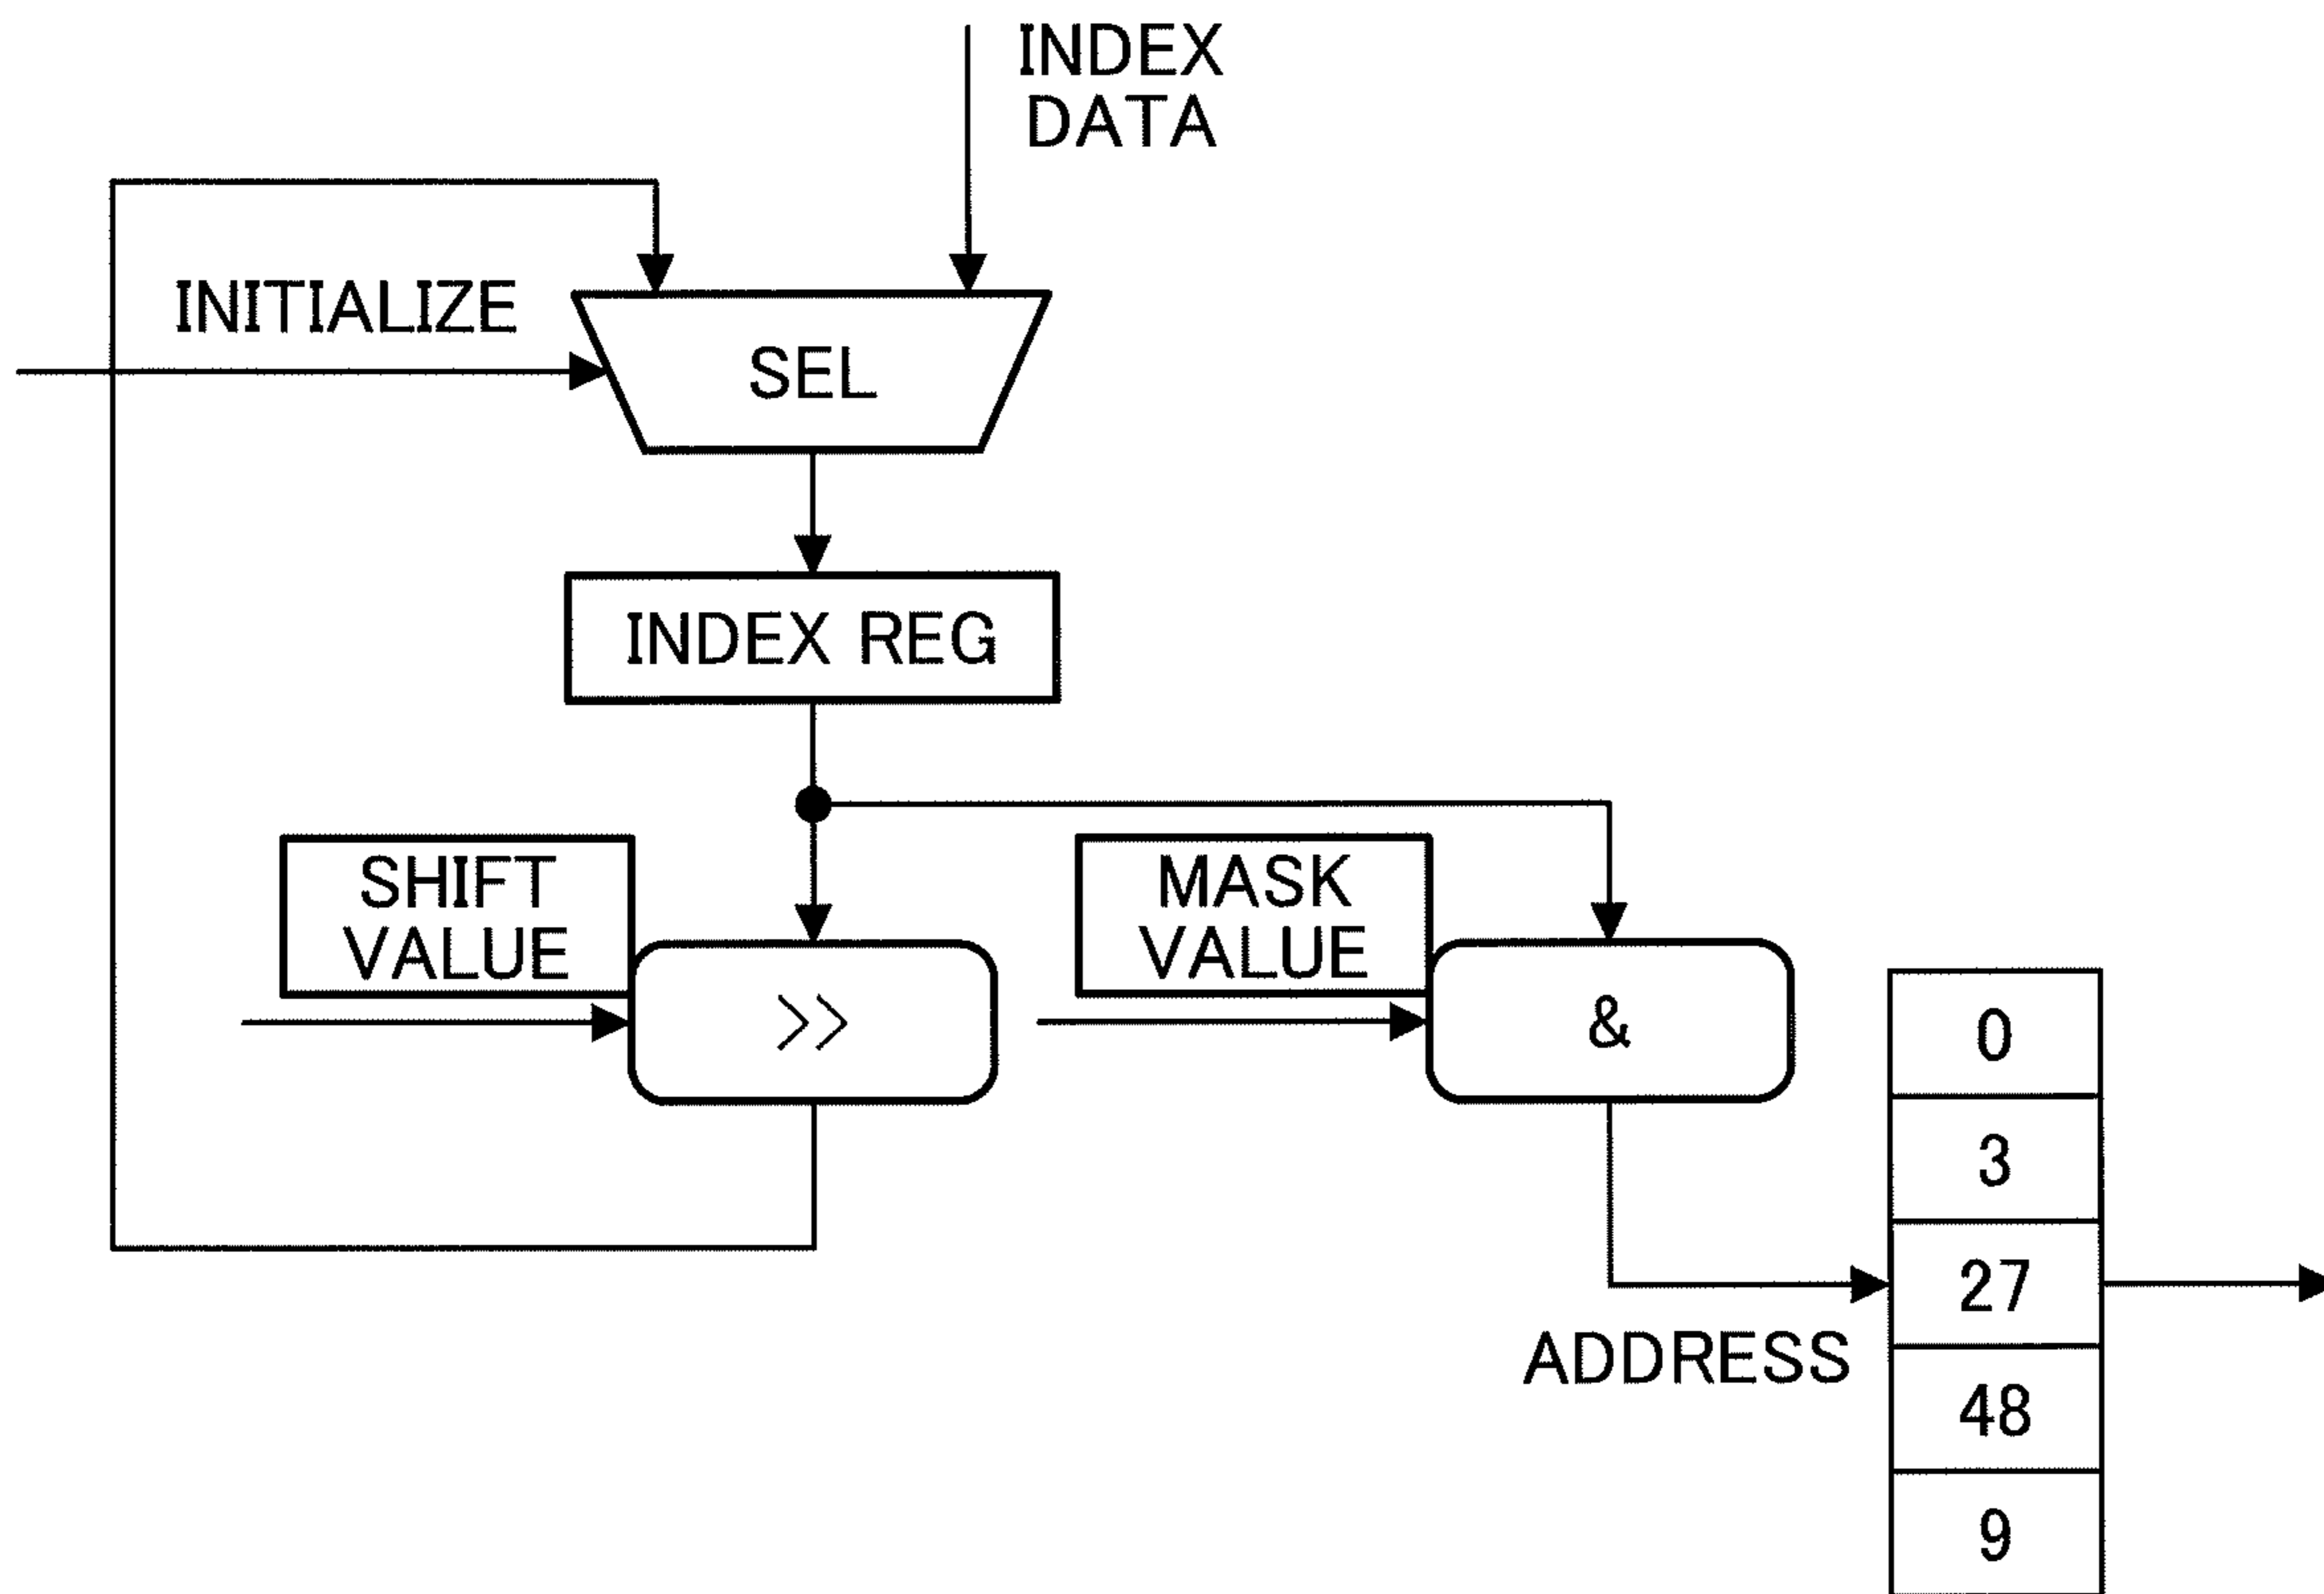 INDEX
DATA
INITIALIZE
SEL
INDEX REG
SHIFT
VALUE
MASK
VALUE
>>
&
0
3
27
48
9
ADDRESS